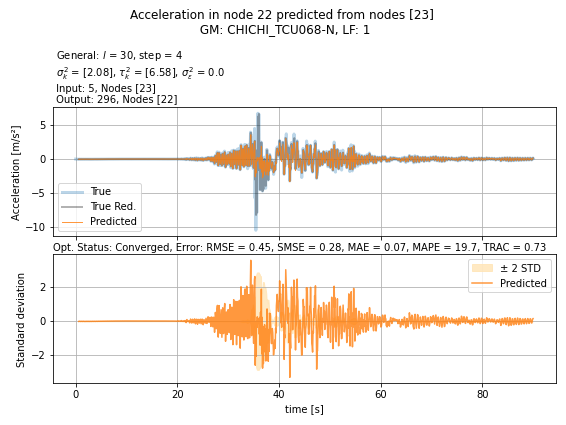 Acceleration in node 22 predicted from nodes [23]
GM: CHICHI_TCU068-N, LF: 1
General: l = 30, step = 4
σ²ₖ = [2.08], τ²ₖ = [6.58], σ²ε = 0.0
Input: 5, Nodes [23]
Output: 296, Nodes [22]
Acceleration [m/s²]
5
0
−5
−10
True
True Red.
Predicted
Opt. Status: Converged, Error: RMSE = 0.45, SMSE = 0.28, MAE = 0.07, MAPE = 19.7, TRAC = 0.73
Standard deviation
2
0
−2
± 2 STD
Predicted
0 20 40 60 80
time [s]